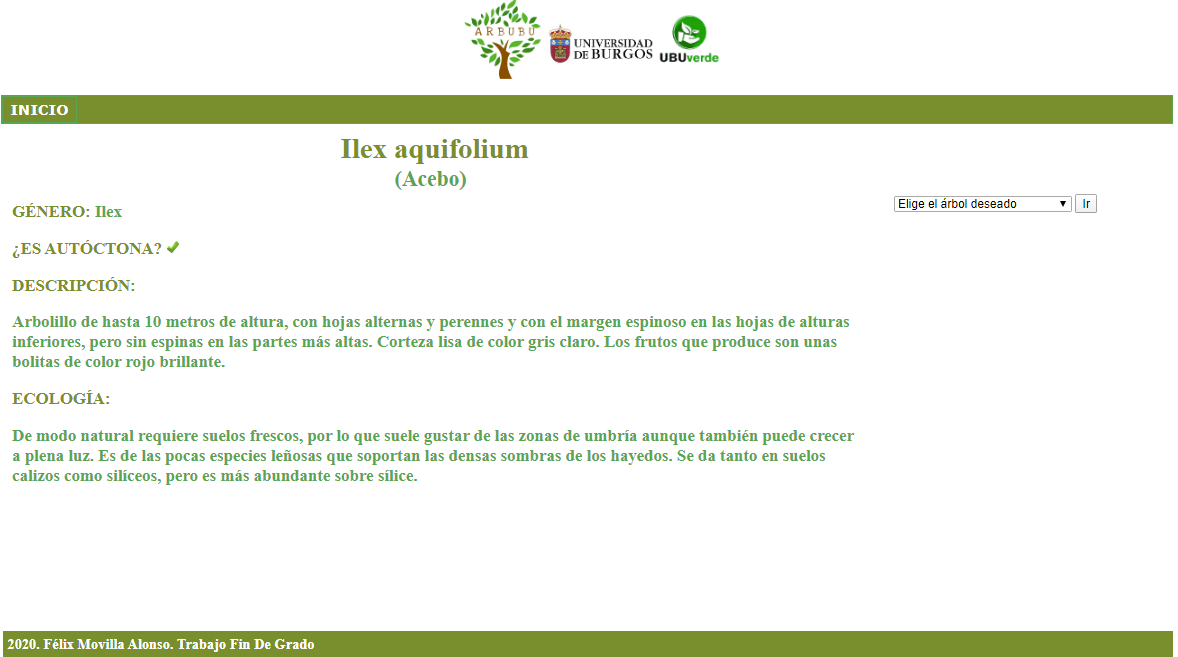 ARBUBU
UNIVERSIDAD
DE BURGOS
UBUverde
INICIO
Ilex aquifolium
(Acebo)
Elige el árbol deseado
Ir
GÉNERO: Ilex
¿ES AUTÓCTONA?
DESCRIPCIÓN:
Arbolillo de hasta 10 metros de altura, con hojas alternas y perennes y con el margen espinoso en las hojas de alturas
inferiores, pero sin espinas en las partes más altas. Corteza lisa de color gris claro. Los frutos que produce son unas
bolitas de color rojo brillante.
ECOLOGÍA:
De modo natural requiere suelos frescos, por lo que suele gustar de las zonas de umbría aunque también puede crecer
a plena luz. Es de las pocas especies leñosas que soportan las densas sombras de los hayedos. Se da tanto en suelos
calizos como silíceos, pero es más abundante sobre sílice.
2020. Félix Movilla Alonso. Trabajo Fin De Grado